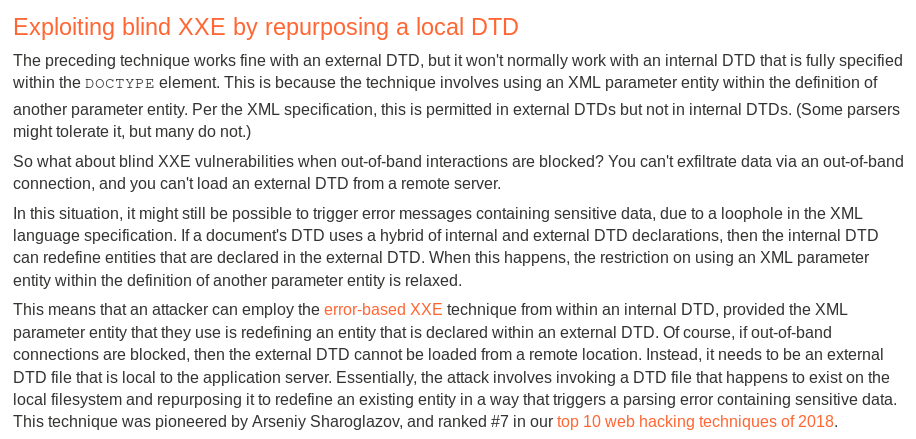 Exploiting blind XXE by repurposing a local DTD
The preceding technique works fine with an external DTD, but it won't normally work with an internal DTD that is fully specified
within the DOCTYPE element. This is because the technique involves using an XML parameter entity within the definition of
another parameter entity. Per the XML specification, this is permitted in external DTDs but not in internal DTDs. (Some parsers
might tolerate it, but many do not.)
So what about blind XXE vulnerabilities when out-of-band interactions are blocked? You can't exfiltrate data via an out-of-band
connection, and you can't load an external DTD from a remote server.
In this situation, it might still be possible to trigger error messages containing sensitive data, due to a loophole in the XML
language specification. If a document's DTD uses a hybrid of internal and external DTD declarations, then the internal DTD
can redefine entities that are declared in the external DTD. When this happens, the restriction on using an XML parameter
entity within the definition of another parameter entity is relaxed.
This means that an attacker can employ the error-based XXE technique from within an internal DTD, provided the XML
parameter entity that they use is redefining an entity that is declared within an external DTD. Of course, if out-of-band
connections are blocked, then the external DTD cannot be loaded from a remote location. Instead, it needs to be an external
DTD file that is local to the application server. Essentially, the attack involves invoking a DTD file that happens to exist on the
local filesystem and repurposing it to redefine an existing entity in a way that triggers a parsing error containing sensitive data.
This technique was pioneered by Arseniy Sharoglazov, and ranked #7 in our top 10 web hacking techniques of 2018.